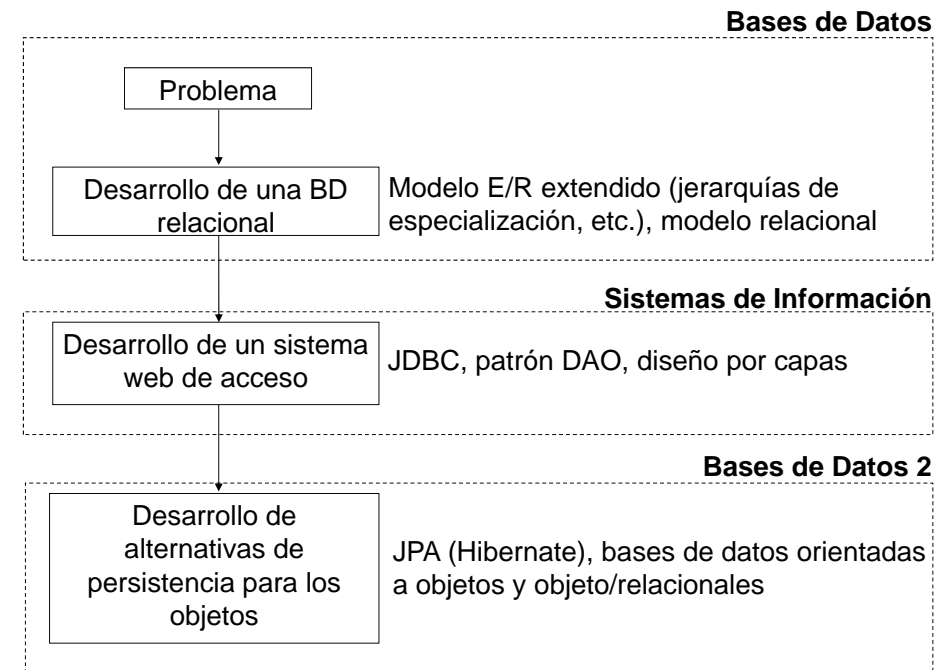 Bases de Datos
Problema
Desarrollo de una BD
relacional
Modelo E/R extendido (jerarquías de
especialización, etc.), modelo relacional
Sistemas de Información
Desarrollo de un sistema
web de acceso
JDBC, patrón DAO, diseño por capas
Bases de Datos 2
Desarrollo de
alternativas de
persistencia para los
objetos
JPA (Hibernate), bases de datos orientadas
a objetos y objeto/relacionales